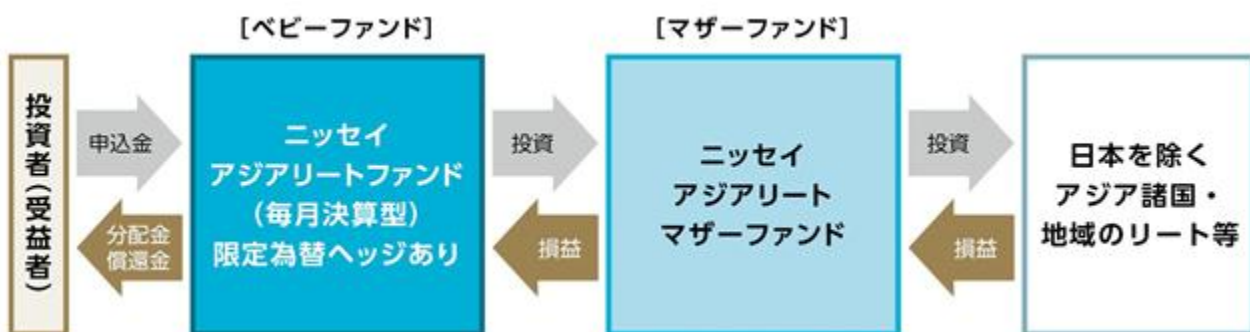 [ベビーファンド]
[マザーファンド]
投資者(受益者)
申込金
分配金
償還金
ニッセイ
アジアリートファンド
(毎月決算型)
限定為替ヘッジあり
投資
損益
ニッセイ
アジアリート
マザーファンド
投資
損益
日本を除く
アジア諸国・
地域のリート等